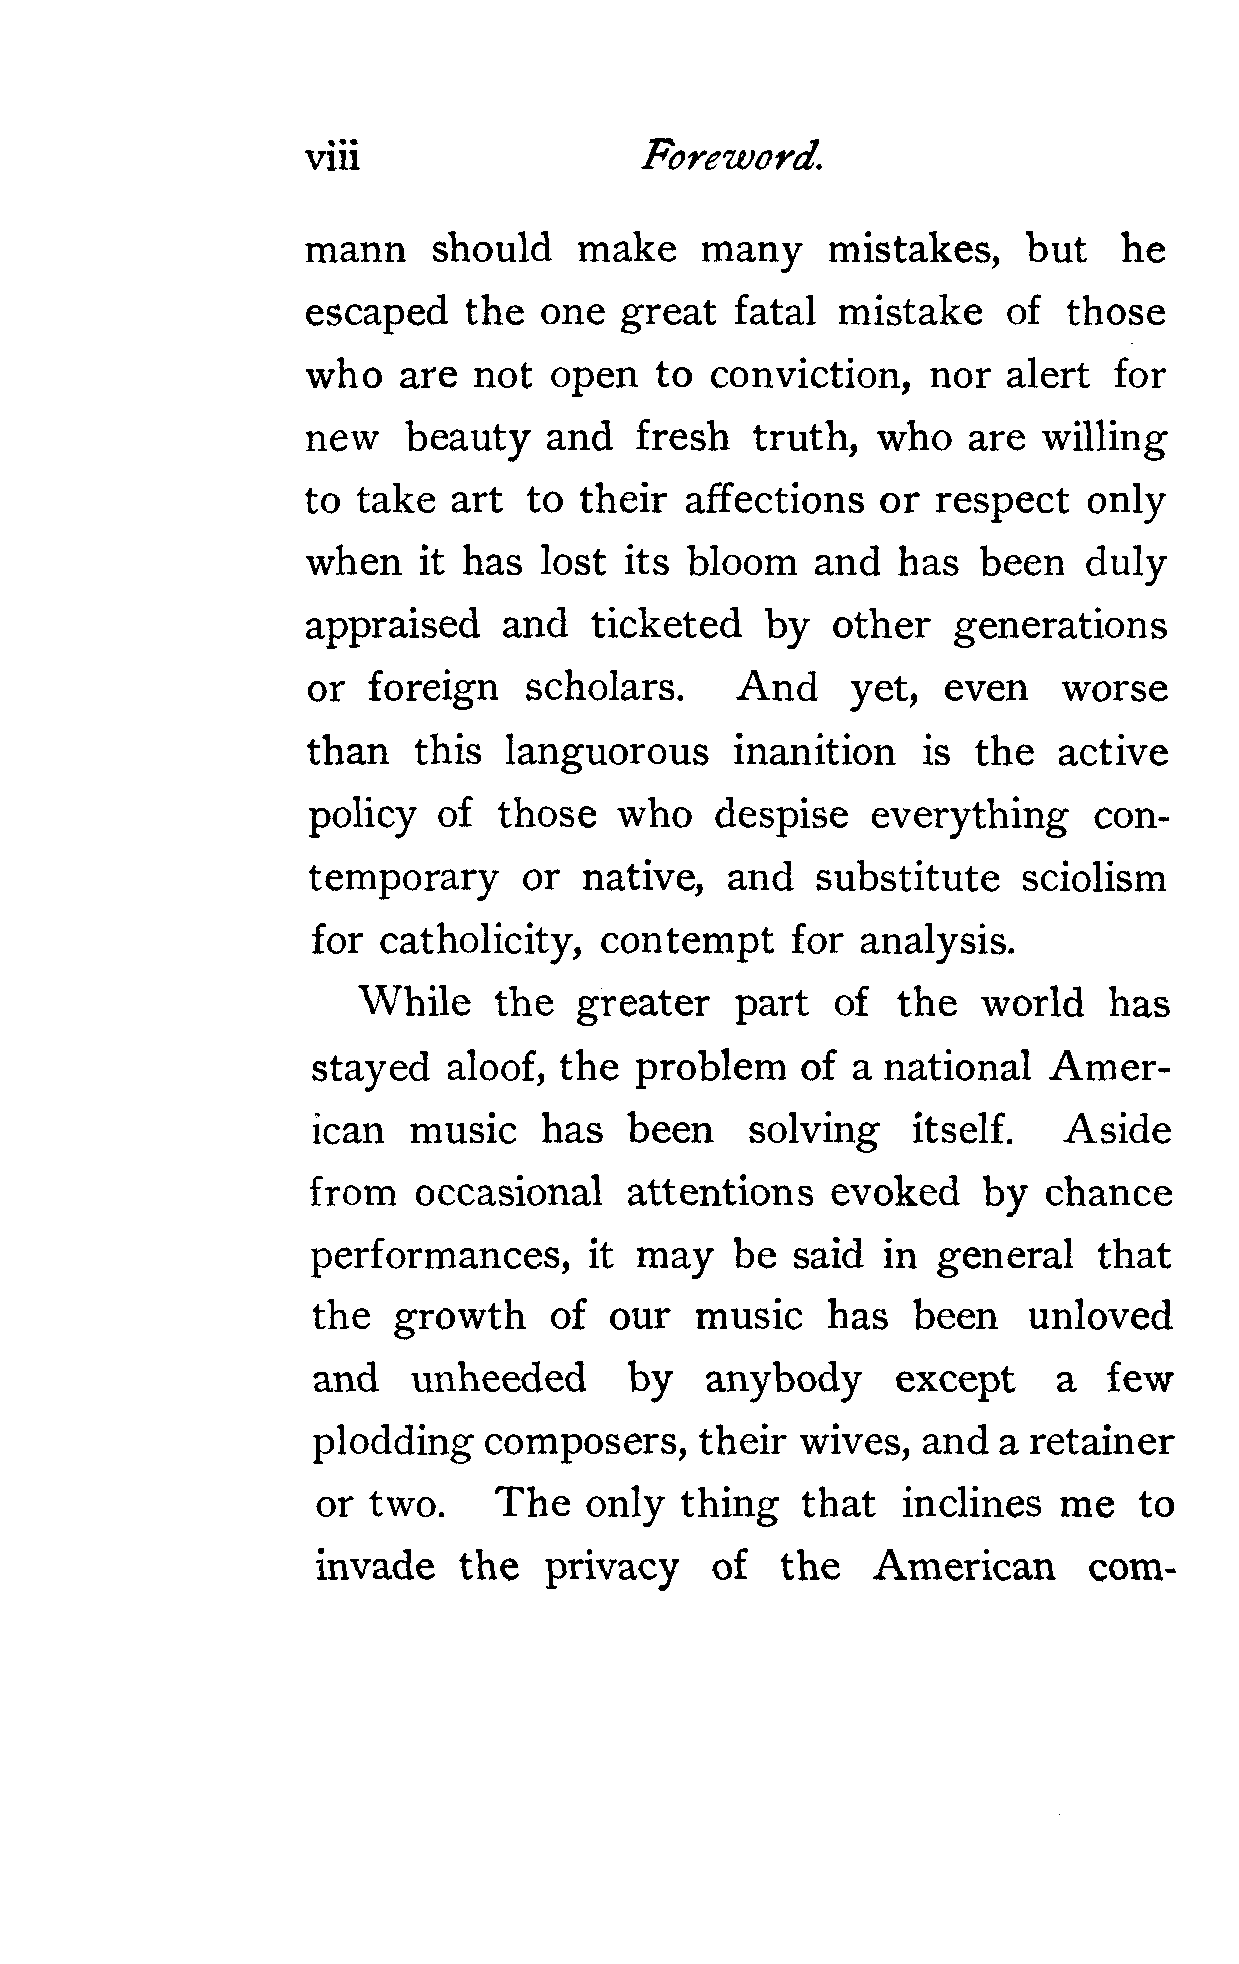 viii Foreword.
mann should make many mistakes, but he
escaped the one great fatal mistake of those
who are not open to conviction, nor alert for
new beauty and fresh truth, who are willing
to take art to their affections or respect only
when it has lost its bloom and has been duly
appraised and ticketed by other generations
or foreign scholars. And yet, even worse
than this languorous inanition is the active
policy of those who despise everything con-
temporary or native, and substitute sciolism
for catholicity, contempt for analysis.
While the greater part of the world has
stayed aloof, the problem of a national Amer-
ican music has been solving itself. Aside
from occasional attentions evoked by chance
performances, it may be said in general that
the growth of our music has been unloved
and unheeded by anybody except a few
plodding composers, their wives, and a retainer
or two. The only thing that inclines me to
invade the privacy of the American com-